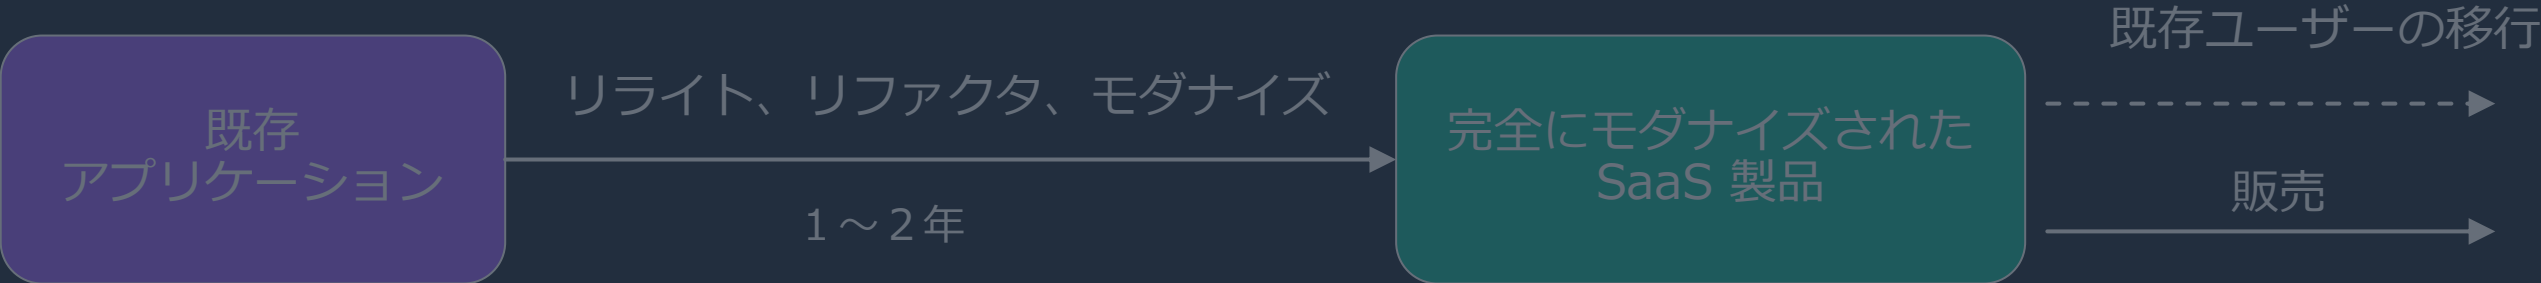 既存
アプリケーション
リライト、リファクタ、モダナイズ
1～2年
完全にモダナイズされた
SaaS 製品
既存ユーザーの移行
販売